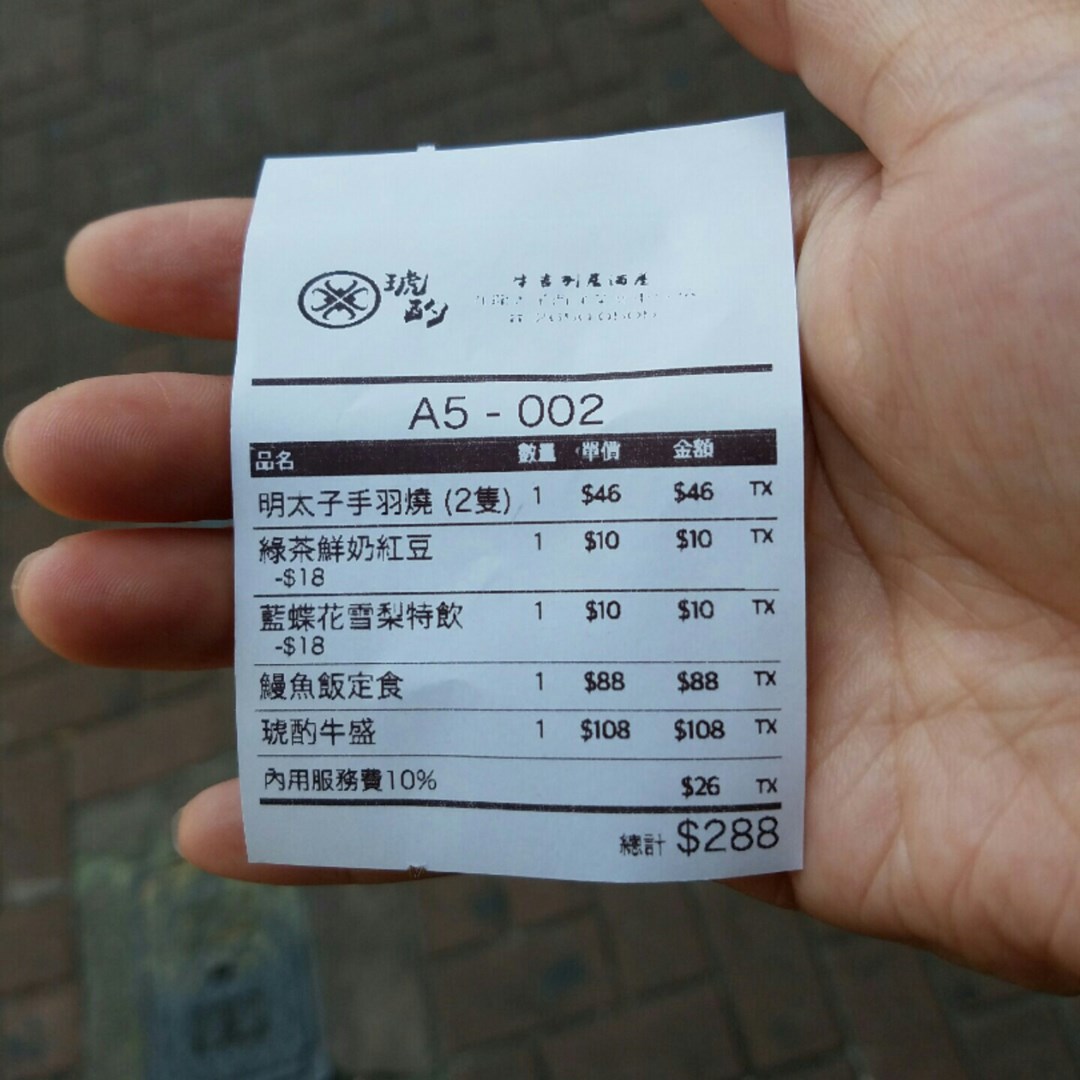 琥酌
居酒屋
A5 - 002
品名 數量 單價 金額
明太子手羽燒 (2隻) 1 $46 $46 TX
綠茶鮮奶紅豆 1 $10 $10 TX
-$18
藍蝶花雪梨特飲 1 $10 $10 TX
-$18
鰻魚飯定食 1 $88 $88 TX
琥酌牛盛 1 $108 $108 TX
內用服務費10% $26 TX
總計 $288